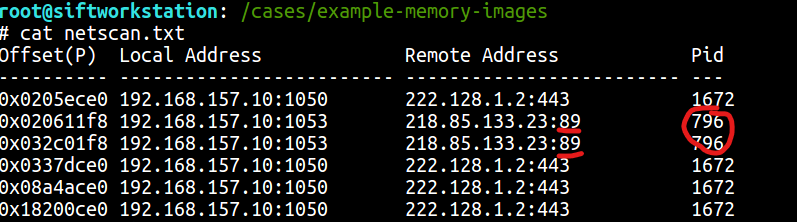 root@siftworkstation: /cases/example-memory-images
# cat netscan.txt
Offset(P)  Local Address             Remote Address            Pid
---------- ------------------------- ------------------------- ---
0x0205ece0 192.168.157.10:1050       222.128.1.2:443           1672
0x020611f8 192.168.157.10:1053       218.85.133.23:89          796
0x032c01f8 192.168.157.10:1053       218.85.133.23:89          796
0x0337dce0 192.168.157.10:1050       222.128.1.2:443           1672
0x08a4ace0 192.168.157.10:1050       222.128.1.2:443           1672
0x18200ce0 192.168.157.10:1050       222.128.1.2:443           1672